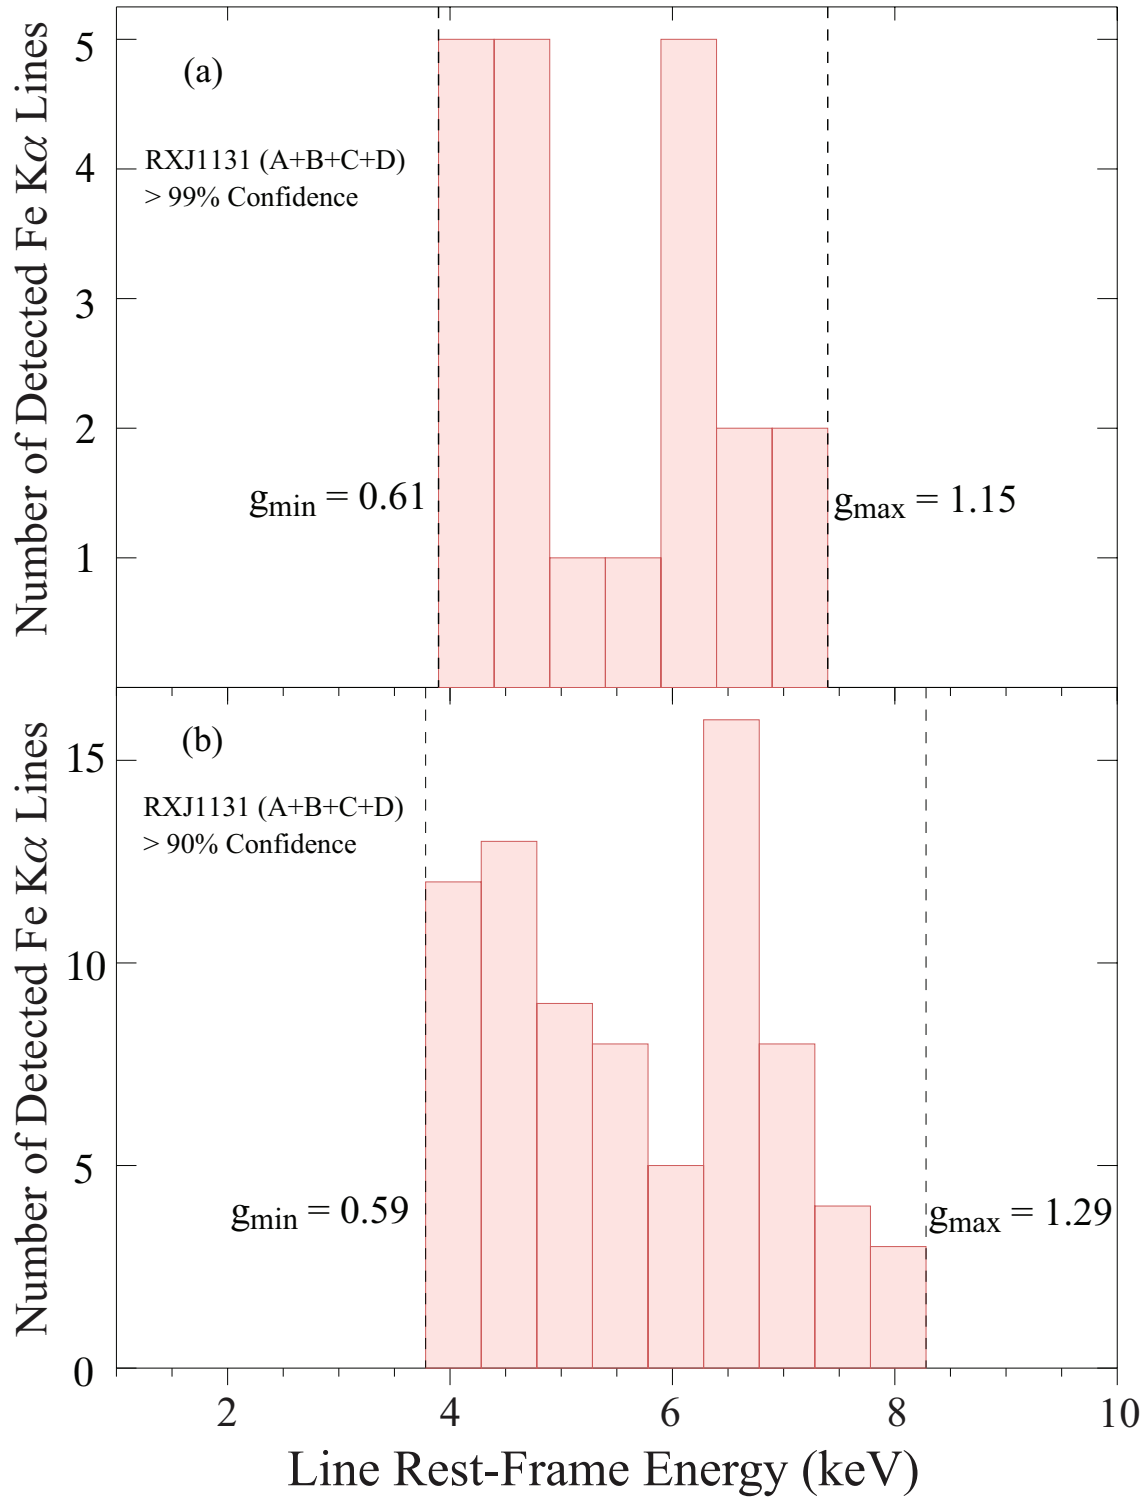 (a)
RXJ1131 (A+B+C+D)
> 99% Confidence
Number of Detected Fe Kα Lines
5
4
3
2
1
gmin = 0.61
gmax = 1.15
(b)
RXJ1131 (A+B+C+D)
> 90% Confidence
Number of Detected Fe Kα Lines
15
10
5
0
gmin = 0.59
gmax = 1.29
2 4 6 8 10
Line Rest-Frame Energy (keV)